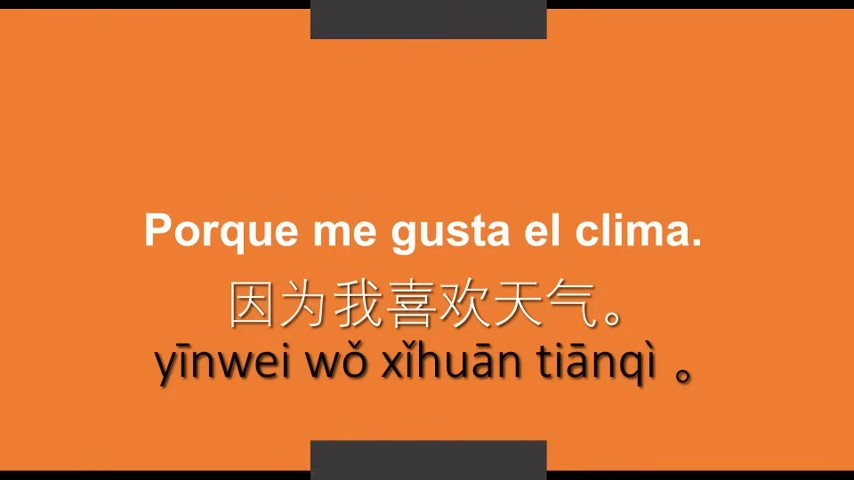 Porque me gusta el clima.
因为我喜欢天气。
yīnwei wǒ xǐhuān tiānqì 。